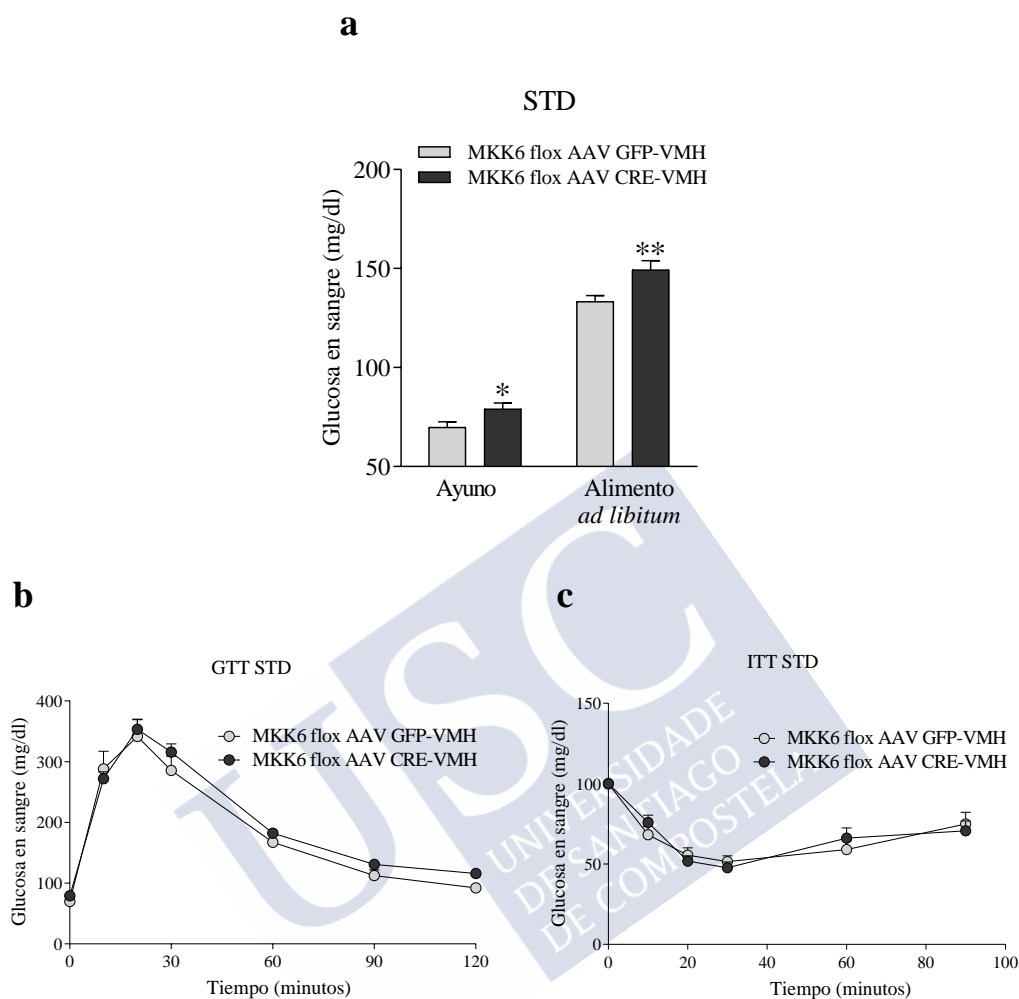 a
STD
MKK6 flox AAV GFP-VMH
MKK6 flox AAV CRE-VMH
Glucosa en sangre (mg/dl)
200
150
100
50
*
**
Ayuno
Alimento
ad libitum
b
GTT STD
MKK6 flox AAV GFP-VMH
MKK6 flox AAV CRE-VMH
Glucosa en sangre (mg/dl)
400
300
200
100
0
0 30 60 90 120
Tiempo (minutos)
c
ITT STD
MKK6 flox AAV GFP-VMH
MKK6 flox AAV CRE-VMH
Glucosa en sangre (mg/dl)
150
100
50
0
0 20 40 60 80 100
Tiempo (minutos)
USC
UNIVERSIDADE
DE SANTIAGO
DE COMPOSTELA